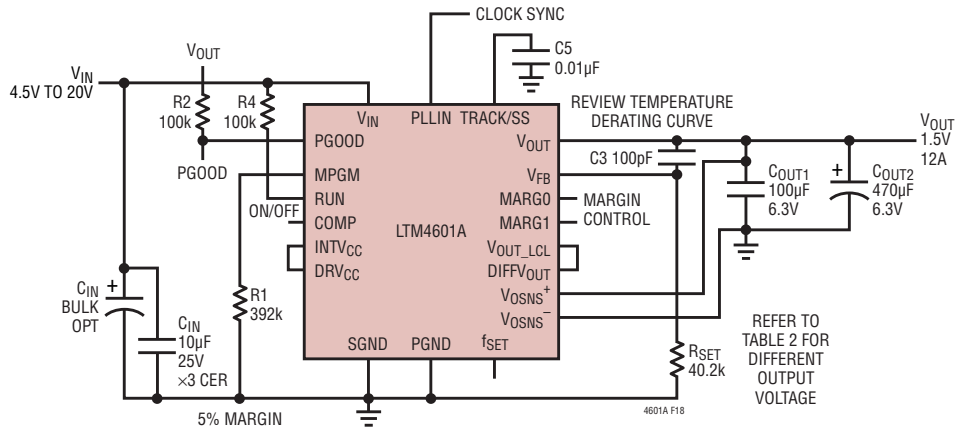 CLOCK SYNC
C5
0.01µF
VOUT
VIN
4.5V TO 20V
R2
100k
R4
100k
REVIEW TEMPERATURE
DERATING CURVE
VIN
PLLIN
TRACK/SS
PGOOD
VOUT
VOUT
1.5V
12A
C3 100pF
PGOOD
MPGM
VFB
COUT1
100µF
6.3V
COUT2
470µF
6.3V
RUN
MARG0
MARGIN
CONTROL
ON/OFF
COMP
LTM4601A
MARG1
INTVCC
VOUT_LCL
DRVCC
DIFFVOUT
CIN
BULK
OPT
R1
392k
VOSNS+
VOSNS–
CIN
10µF
25V
×3 CER
SGND
PGND
fSET
RSET
40.2k
REFER TO
TABLE 2 FOR
DIFFERENT
OUTPUT
VOLTAGE
5% MARGIN
4601A F18
+
+